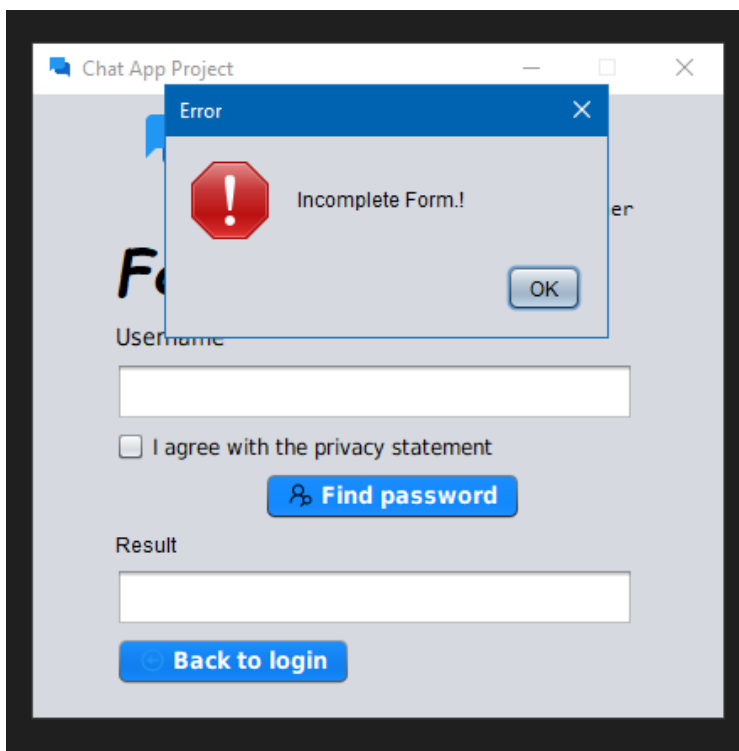 Chat App Project
Error
Incomplete Form.!
er
OK
Username
I agree with the privacy statement
Find password
Result
Back to login